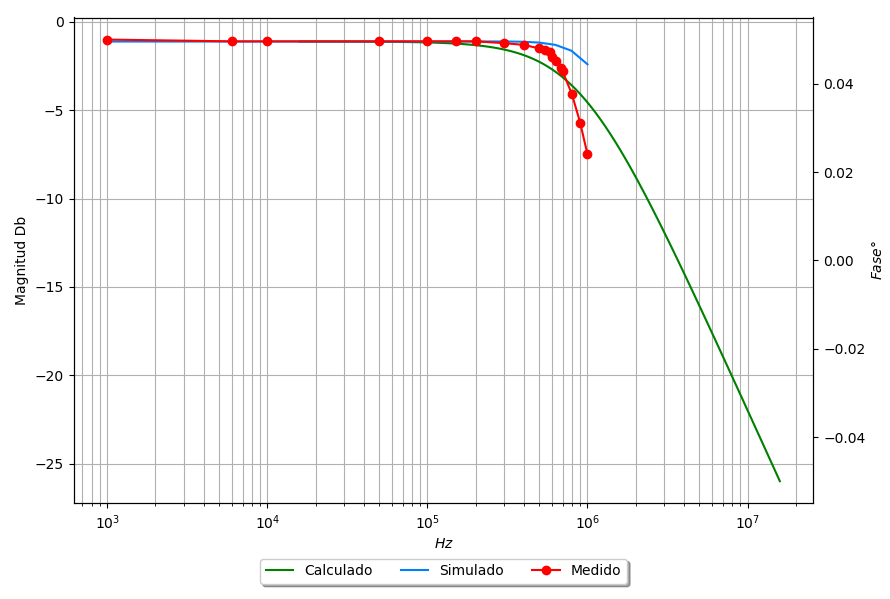 0
−5
−10
−15
−20
−25
Magnitud Db
0.04
0.02
0.00
−0.02
−0.04
Fase°
10³ 10⁴ 10⁵ 10⁶ 10⁷
Hz
Calculado Simulado Medido